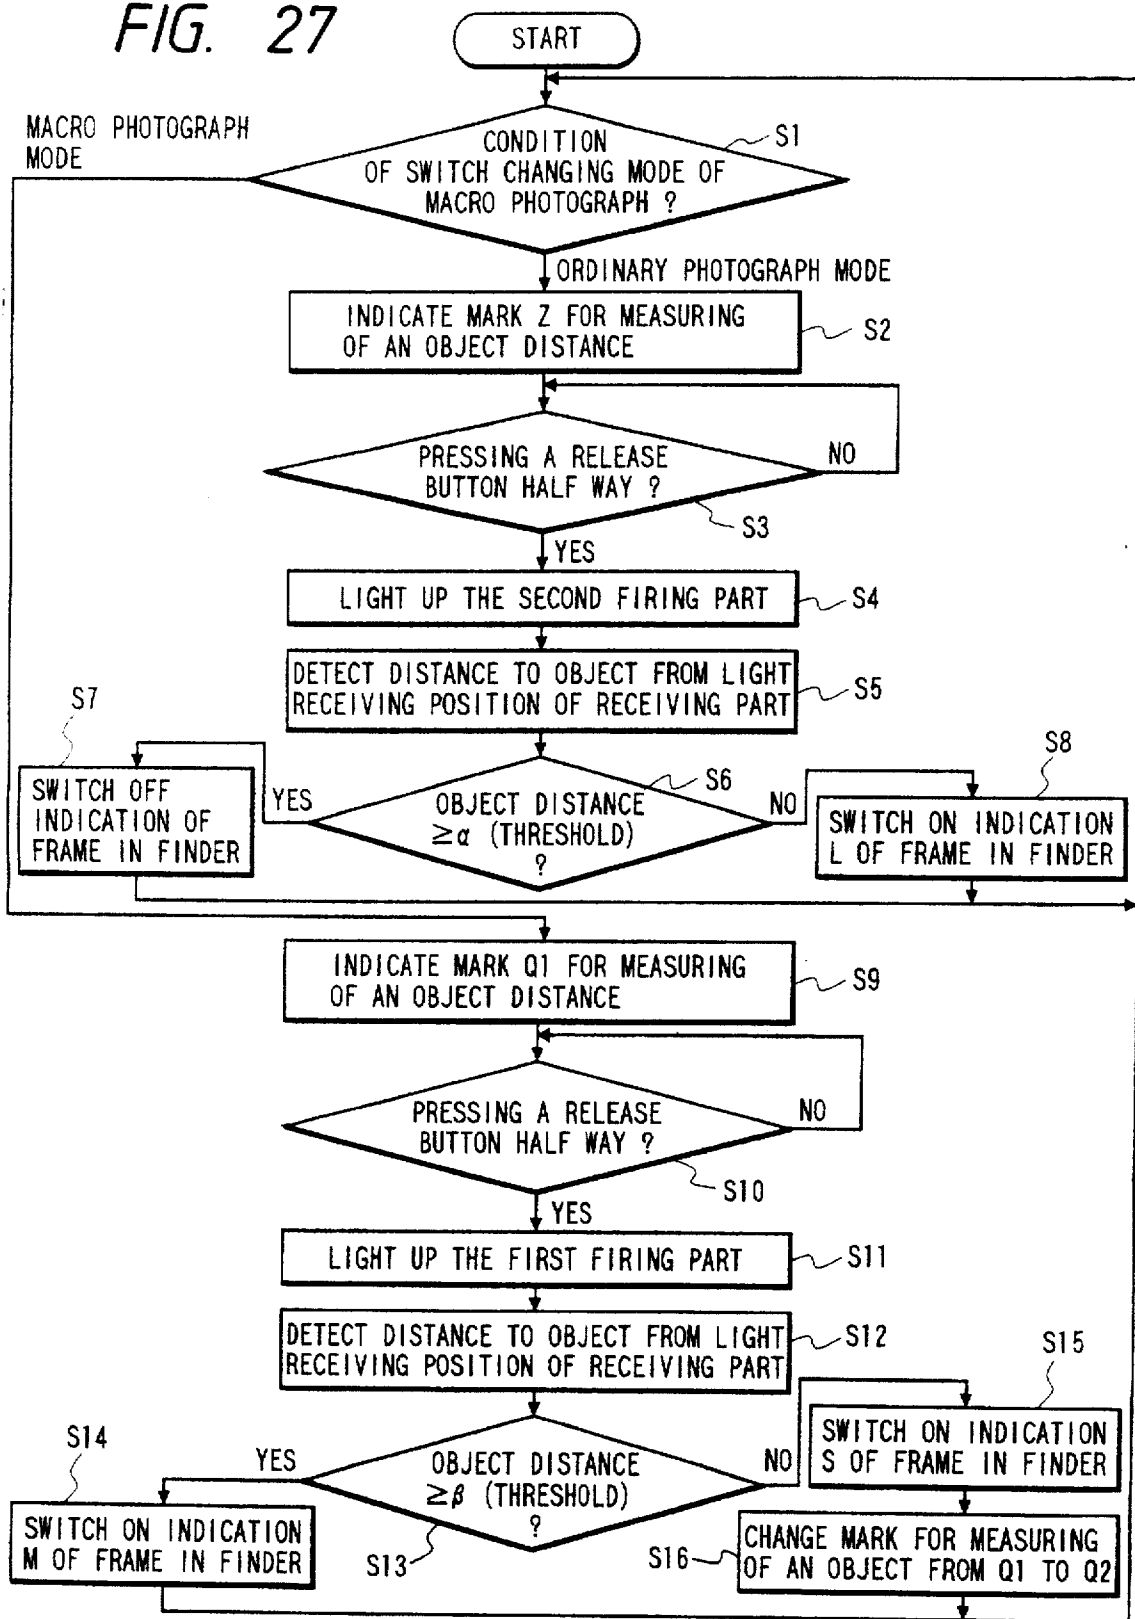 FIG. 27
START
MACRO PHOTOGRAPH
MODE
CONDITION
OF SWITCH CHANGING MODE OF
MACRO PHOTOGRAPH ?
S1
ORDINARY PHOTOGRAPH MODE
INDICATE MARK Z FOR MEASURING
OF AN OBJECT DISTANCE
S2
PRESSING A RELEASE
BUTTON HALF WAY ?
NO
S3
YES
LIGHT UP THE SECOND FIRING PART
S4
DETECT DISTANCE TO OBJECT FROM LIGHT
RECEIVING POSITION OF RECEIVING PART
S5
S7
SWITCH OFF
INDICATION OF
FRAME IN FINDER
YES
OBJECT DISTANCE
≥α (THRESHOLD)
?
S6
NO
S8
SWITCH ON INDICATION
L OF FRAME IN FINDER
INDICATE MARK Q1 FOR MEASURING
OF AN OBJECT DISTANCE
S9
PRESSING A RELEASE
BUTTON HALF WAY ?
NO
S10
YES
LIGHT UP THE FIRST FIRING PART
S11
DETECT DISTANCE TO OBJECT FROM LIGHT
RECEIVING POSITION OF RECEIVING PART
S12
S14
YES
SWITCH ON INDICATION
M OF FRAME IN FINDER
OBJECT DISTANCE
≥β (THRESHOLD)
?
S13
NO
S15
SWITCH ON INDICATION
S OF FRAME IN FINDER
S16
CHANGE MARK FOR MEASURING
OF AN OBJECT FROM Q1 TO Q2